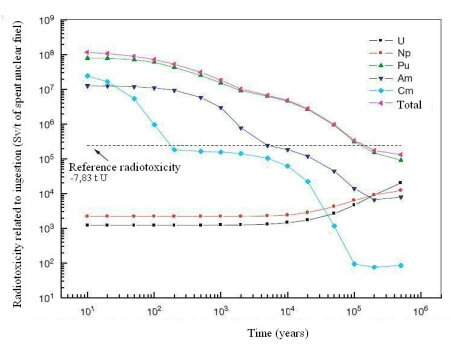 Radiotoxicity related to ingestion (Sv/t of spent nuclear fuel)
10⁹
10⁸
10⁷
10⁶
10⁵
10⁴
10³
10²
10¹
U
Np
Pu
Am
Cm
Total
Reference radiotoxicity
-7,83 t U
10¹ 10² 10³ 10⁴ 10⁵ 10⁶
Time (years)